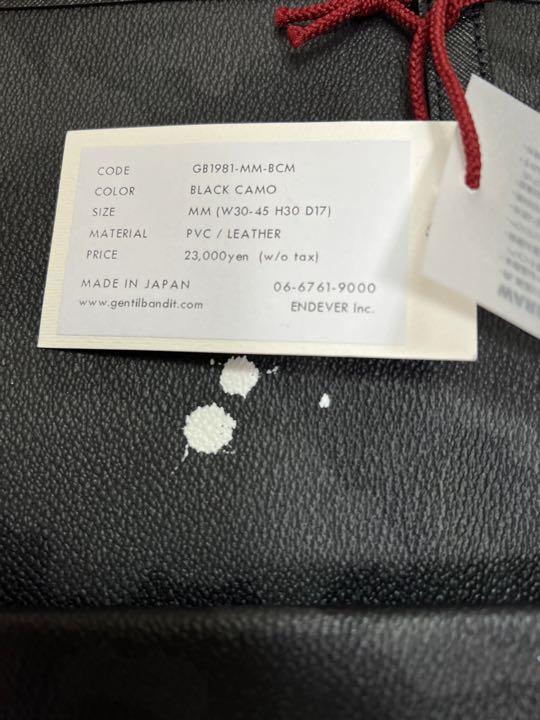 CODE GB1981-MM-BCM
COLOR BLACK CAMO
SIZE MM (W30-45 H30 D17)
MATERIAL PVC / LEATHER
PRICE 23,000yen (w/o tax)
MADE IN JAPAN 06-6761-9000
www.gentilbandit.com ENDEVER Inc.